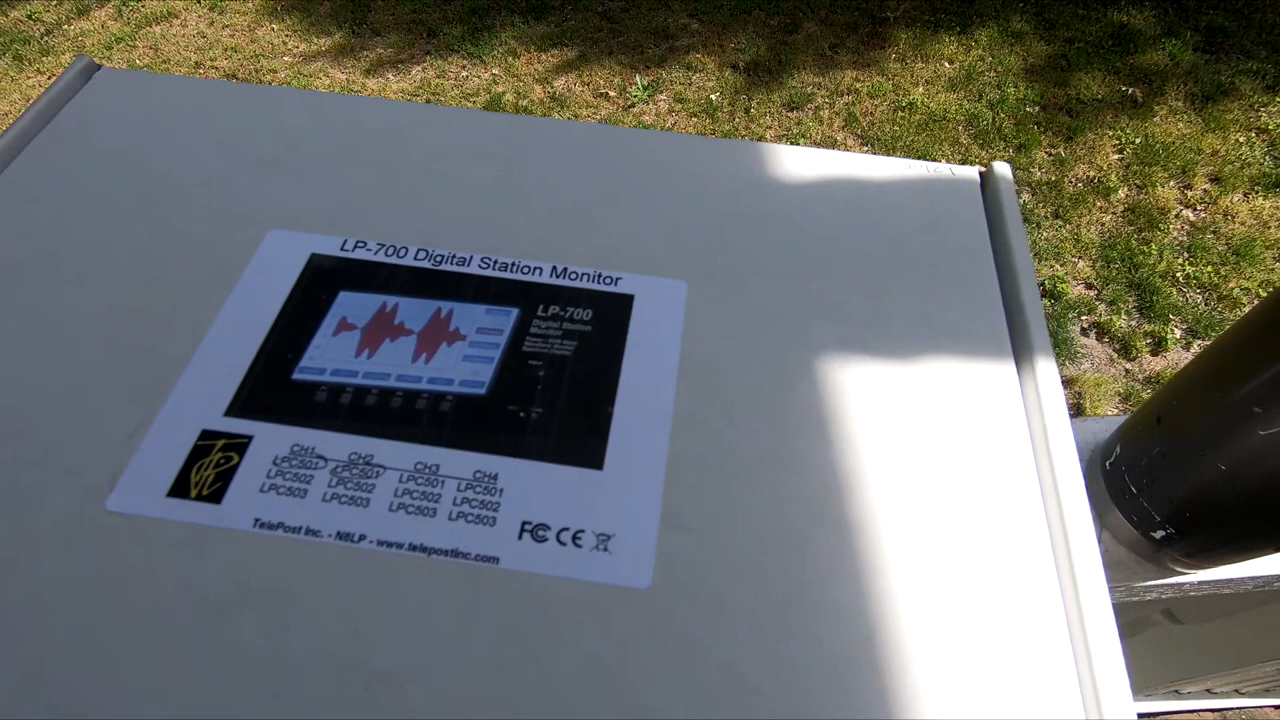 LP-700 Digital Station Monitor
LP-700
Digital Station
Monitor
CH1 CH2 CH3 CH4
LPC501 LPC501 LPC501 LPC501
LPC502 LPC502 LPC502 LPC502
LPC503 LPC503 LPC503 LPC503
TelePost Inc. - N8LP - www.telepostinc.com
FC CE